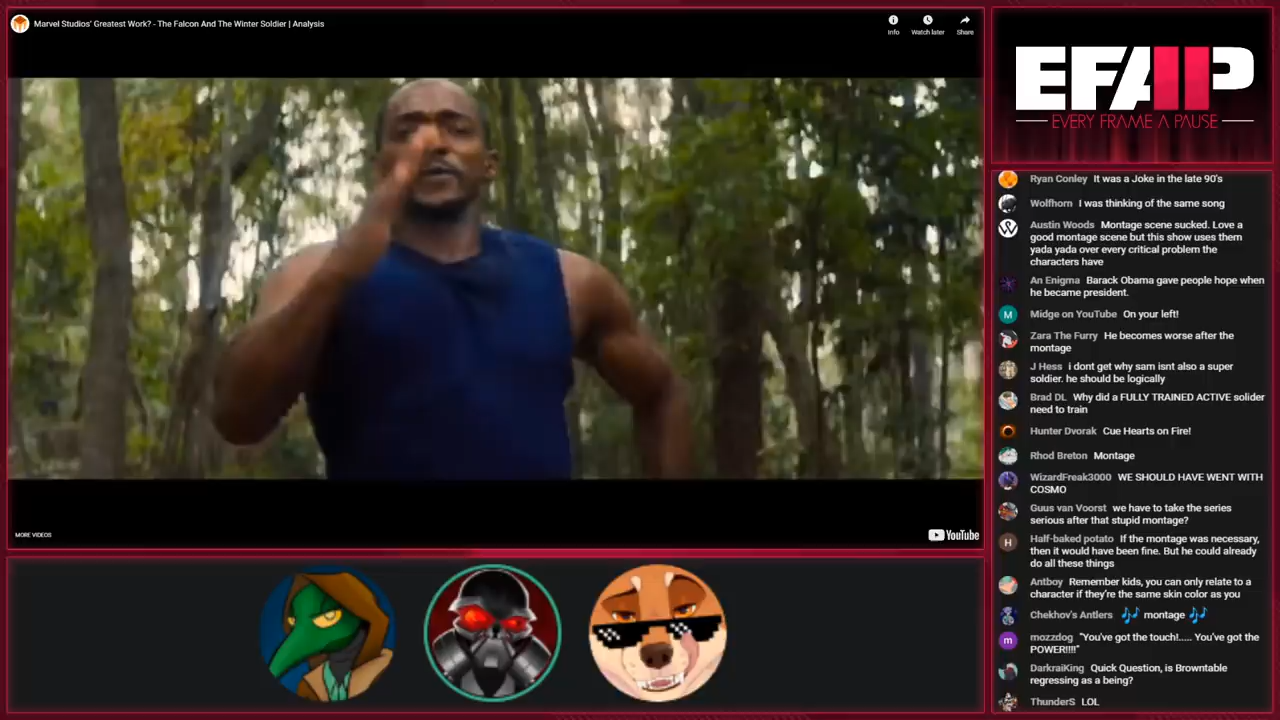 Marvel Studios' Greatest Work? - The Falcon And The Winter Soldier | Analysis
Info
Watch later
Share
MORE VIDEOS
YouTube
EFAP
EVERY FRAME A PAUSE
Ryan Conley It was a Joke in the late 90's
Wolfhorn I was thinking of the same song
Austin Woods Montage scene sucked. Love a
good montage scene but this show uses them
yada yada over every critical problem the
characters have
An Enigma Barack Obama gave people hope when
he became president.
M
Midge on YouTube On your left!
Zara The Furry He becomes worse after the
montage
J Hess i dont get why sam isnt also a super
soldier. he should be logically
Brad DL Why did a FULLY TRAINED ACTIVE solider
need to train
Hunter Dvorak Cue Hearts on Fire!
Rhod Breton Montage
WizardFreak3000 WE SHOULD HAVE WENT WITH
COSMO
Guus van Voorst we have to take the series
serious after that stupid montage?
H
Half-baked potato If the montage was necessary,
then it would have been fine. But he could already
do all these things
Antboy Remember kids, you can only relate to a
character if they're the same skin color as you
Chekhov's Antlers 🎶 montage 🎶
m
mozzdog "You've got the touch!..... You've got the
POWER!!!!"
DarkraiKing Quick Question, is Browntable
regressing as a being?
ThunderS LOL